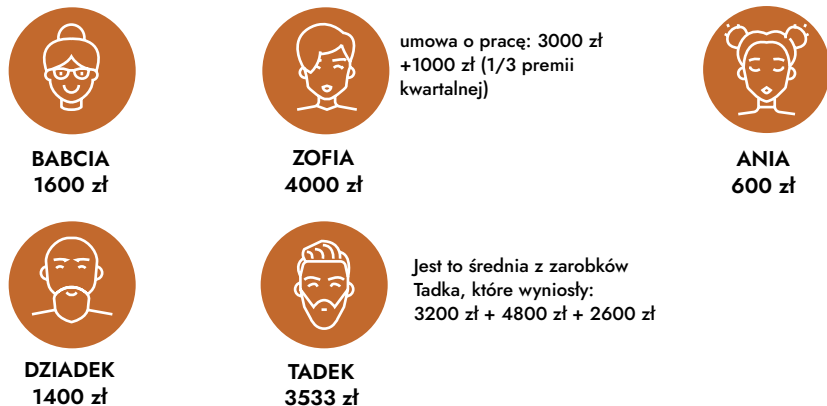 BABCIA
1600 zł
ZOFIA
4000 zł
umowa o pracę: 3000 zł
+1000 zł (1/3 premii
kwartalnej)
ANIA
600 zł
DZIADEK
1400 zł
TADEK
3533 zł
Jest to średnia z zarobków
Tadka, które wyniosły:
3200 zł + 4800 zł + 2600 zł